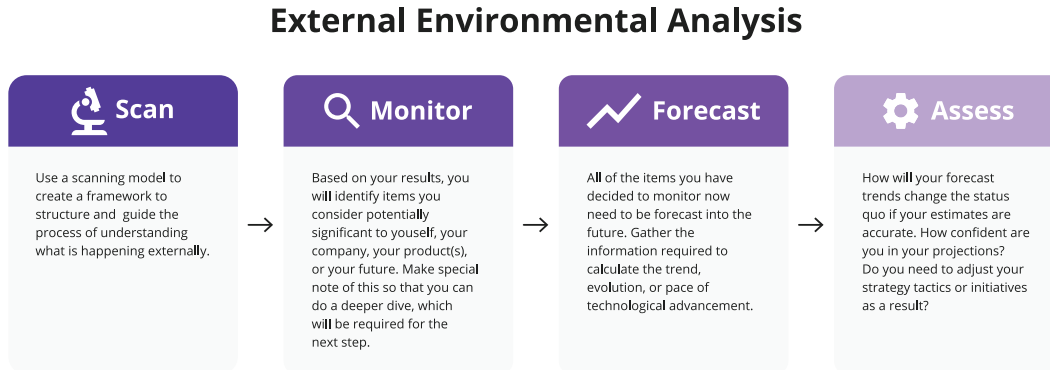 External Environmental Analysis
Scan
Use a scanning model to
create a framework to
structure and  guide the
process of understanding
what is happening externally.
Monitor
Based on your results, you
will identify items you
consider potentially
significant to youself, your
company, your product(s),
or your future. Make special
note of this so that you can
do a deeper dive, which
will be required for the
next step.
Forecast
All of the items you have
decided to monitor now
need to be forecast into the
future. Gather the
information required to
calculate the trend,
evolution, or pace of
technological advancement.
Assess
How will your forecast
trends change the status
quo if your estimates are
accurate. How confident are
you in your projections?
Do you need to adjust your
strategy tactics or initiatives
as a result?